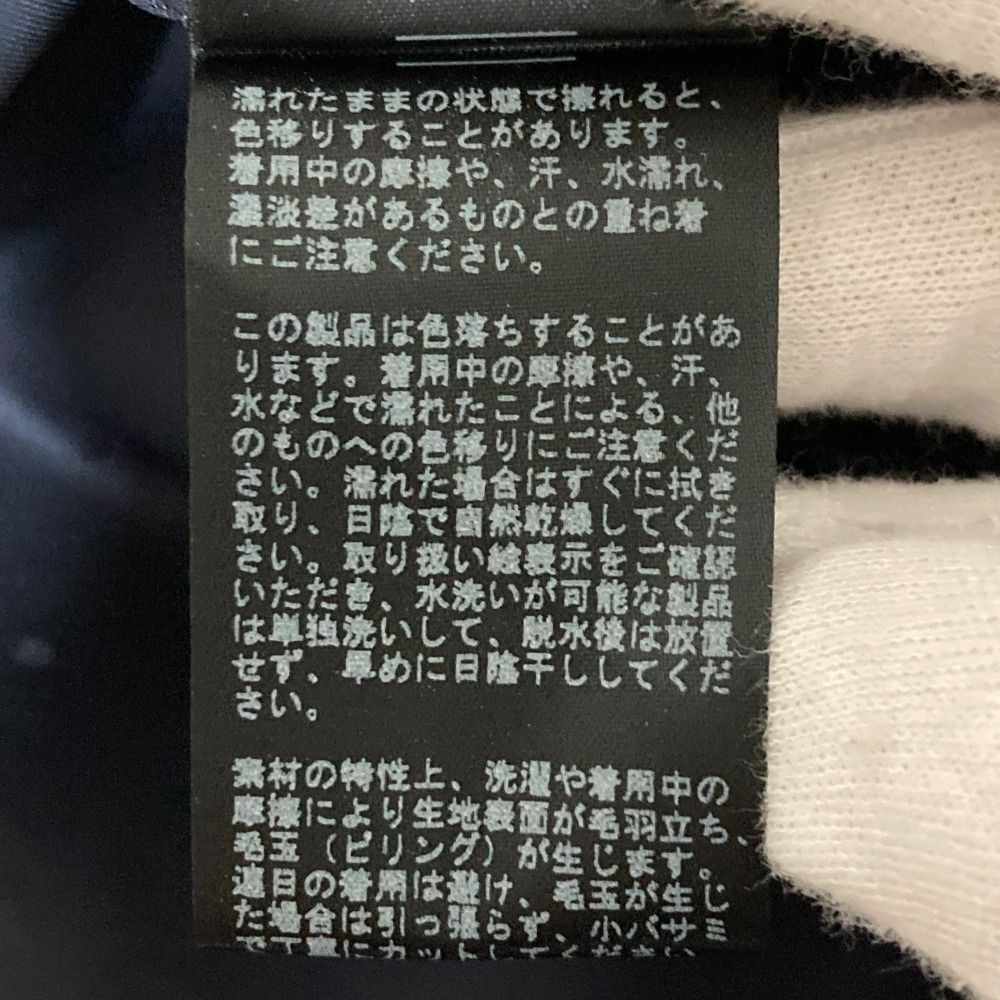 濡れたままの状態で擦れると、
色移りすることがあります。
着用中の摩擦や、汗、水濡れ、
濃淡差があるものとの重ね着
にご注意ください。
この製品は色落ちすることがあ
ります。着用中の摩擦や、汗、
水などで濡れたことによる、他
のものへの色移りにご注意くだ
さい。濡れた場合はすぐに拭き
取り、日陰で自然乾燥してくだ
さい。取り扱い絵表示をご確認
いただき、水洗いが可能な製品
は単独洗いして、脱水後は放置
せず、早めに日陰干ししてくだ
さい。
素材の特性上、洗濯や着用中の
摩擦により生地表面が毛羽立ち、
毛玉（ピリング）が生じます。
連日の着用は避け、毛玉が生じ
た場合は引っ張らず、小バサミ
で丁寧にカットしてください